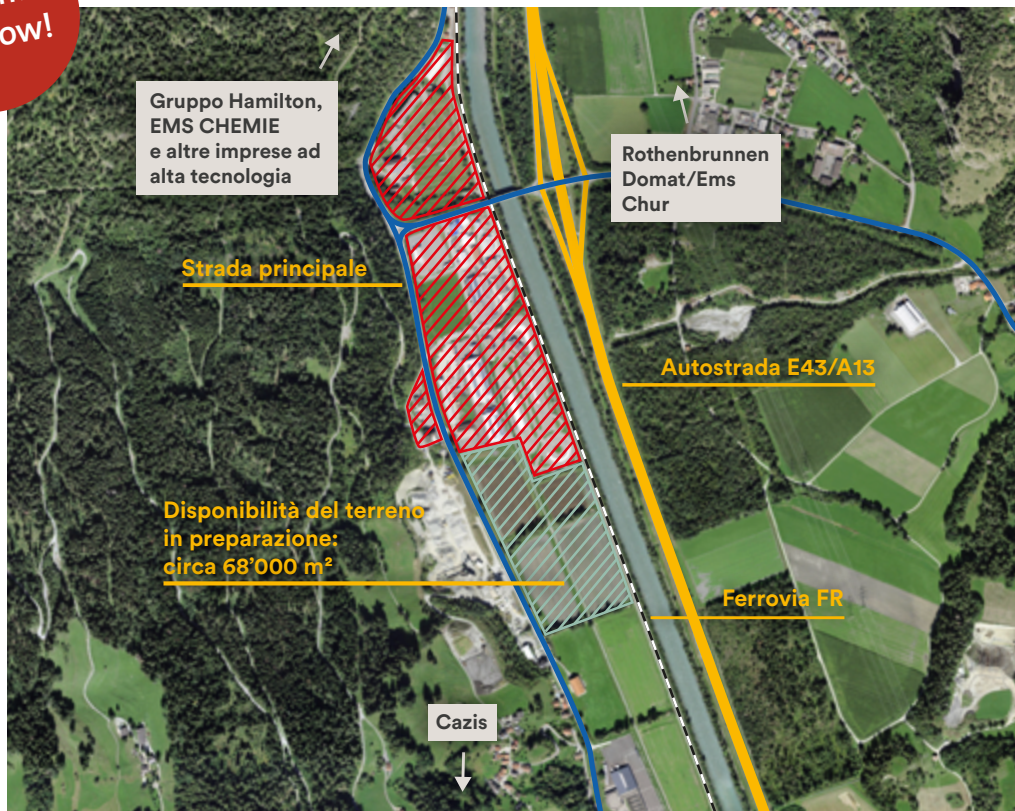 ow!
Gruppo Hamilton,
EMS CHEMIE
e altre imprese ad
alta tecnologia
Rothenbrunnen
Domat/Ems
Chur
Strada principale
Autostrada E43/A13
Disponibilità del terreno
in preparazione:
circa 68’000 m²
Ferrovia FR
Cazis